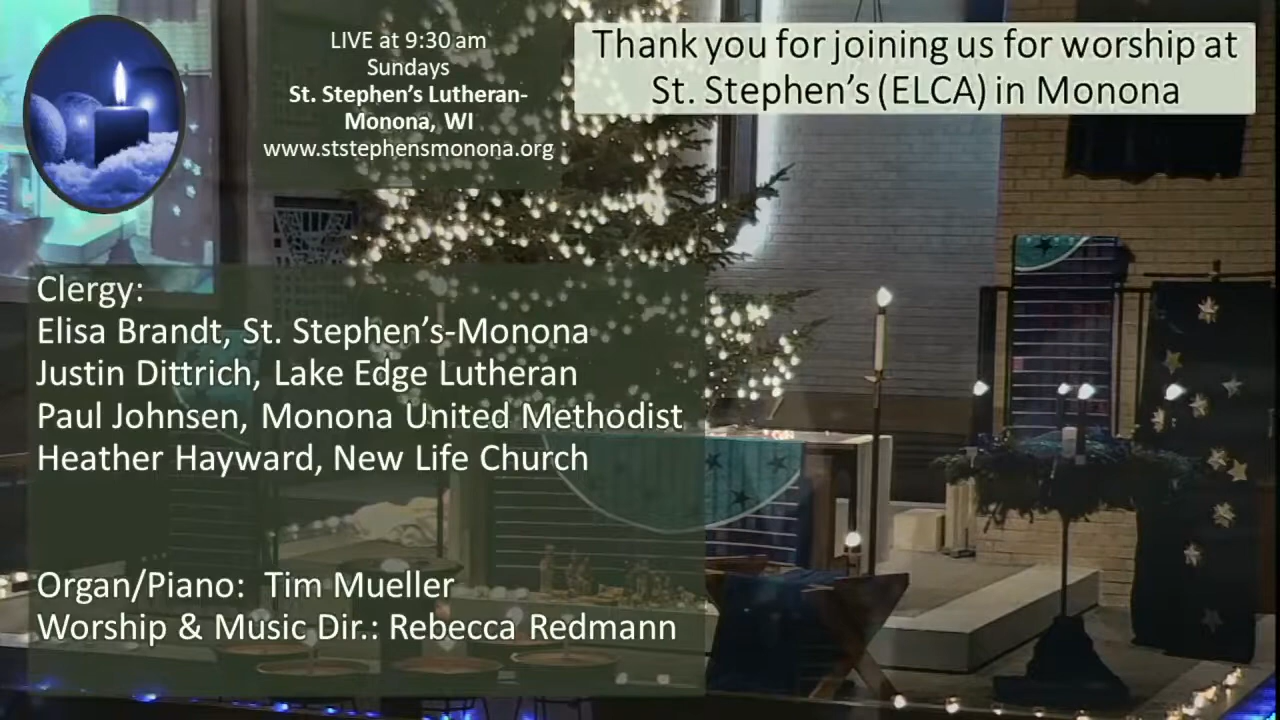 LIVE at 9:30 am
Sundays
St. Stephen's Lutheran-
Monona, WI
www.ststephensmonona.org
Thank you for joining us for worship at
St. Stephen's (ELCA) in Monona
Clergy:
Elisa Brandt, St. Stephen's-Monona
Justin Dittrich, Lake Edge Lutheran
Paul Johnsen, Monona United Methodist
Heather Hayward, New Life Church
Organ/Piano:  Tim Mueller
Worship & Music Dir.: Rebecca Redmann